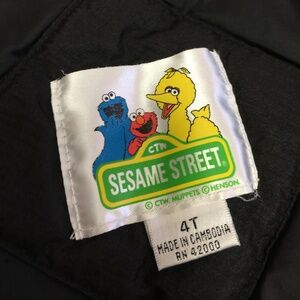 CTW
SESAME STREET
© CTW. MUPPETS © HENSON.
4T
MADE IN CAMBODIA
RN 42000